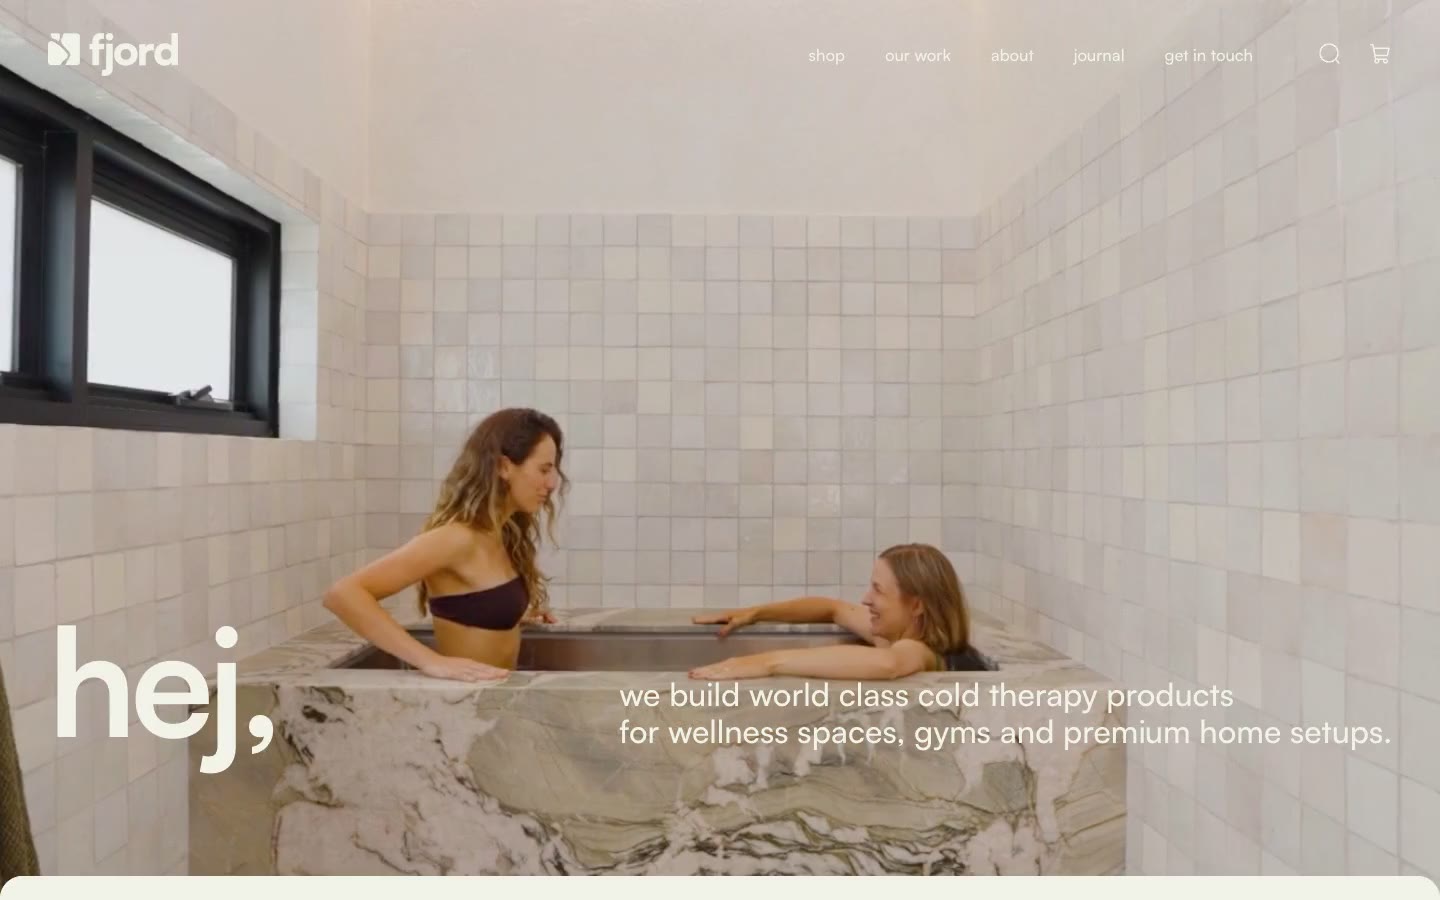 fjord
shop our work about journal get in touch
hej,
we build world class cold therapy products
for wellness spaces, gyms and premium home setups.